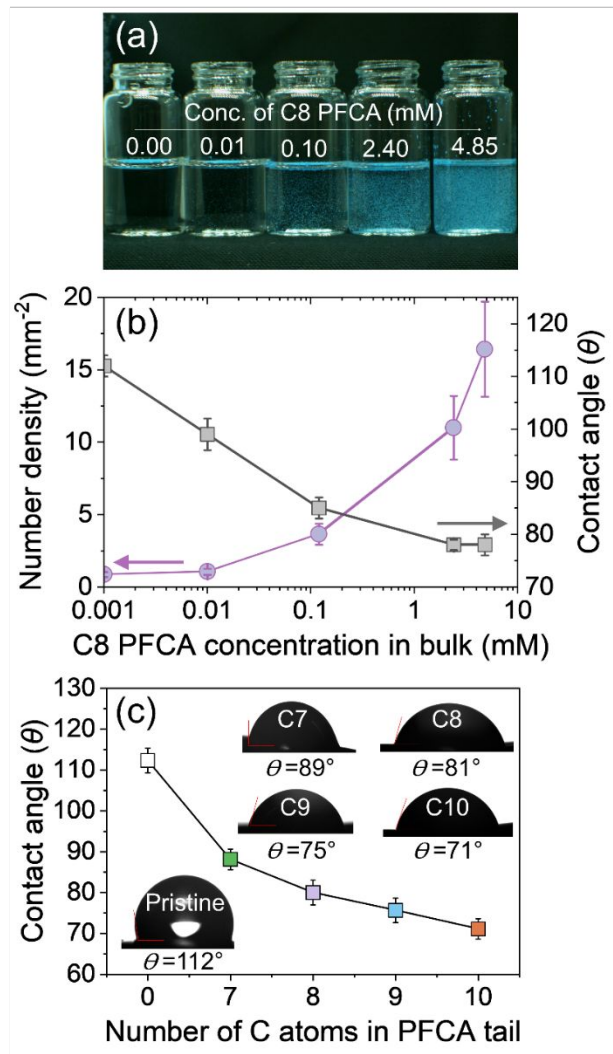 (a)
Conc. of C8 PFCA (mM)
0.00 0.01 0.10 2.40 4.85
(b)
Number density (mm⁻²)
20
15
10
5
0
Contact angle (θ)
120
110
100
90
80
70
0.001 0.01 0.1 1 10
C8 PFCA concentration in bulk (mM)
(c)
Contact angle (θ)
130
120
110
100
90
80
70
60
C7
θ=89°
C8
θ=81°
C9
θ=75°
C10
θ=71°
Pristine
θ=112°
0 7 8 9 10
Number of C atoms in PFCA tail